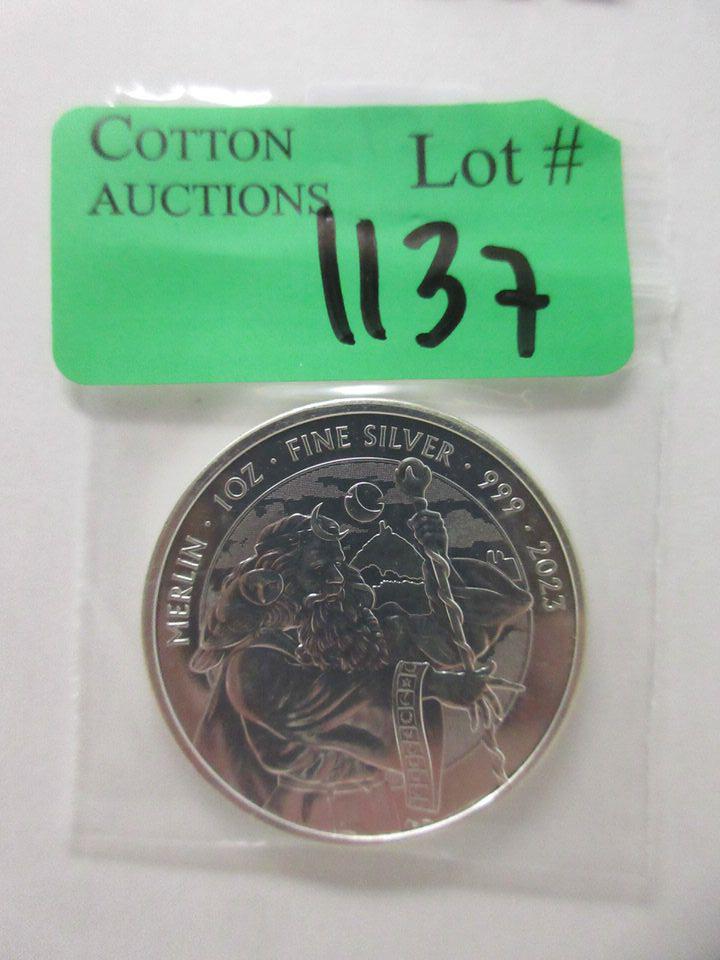 COTTON
AUCTIONS
Lot #
1137
MERLIN · 1OZ · FINE SILVER · 999 · 2023